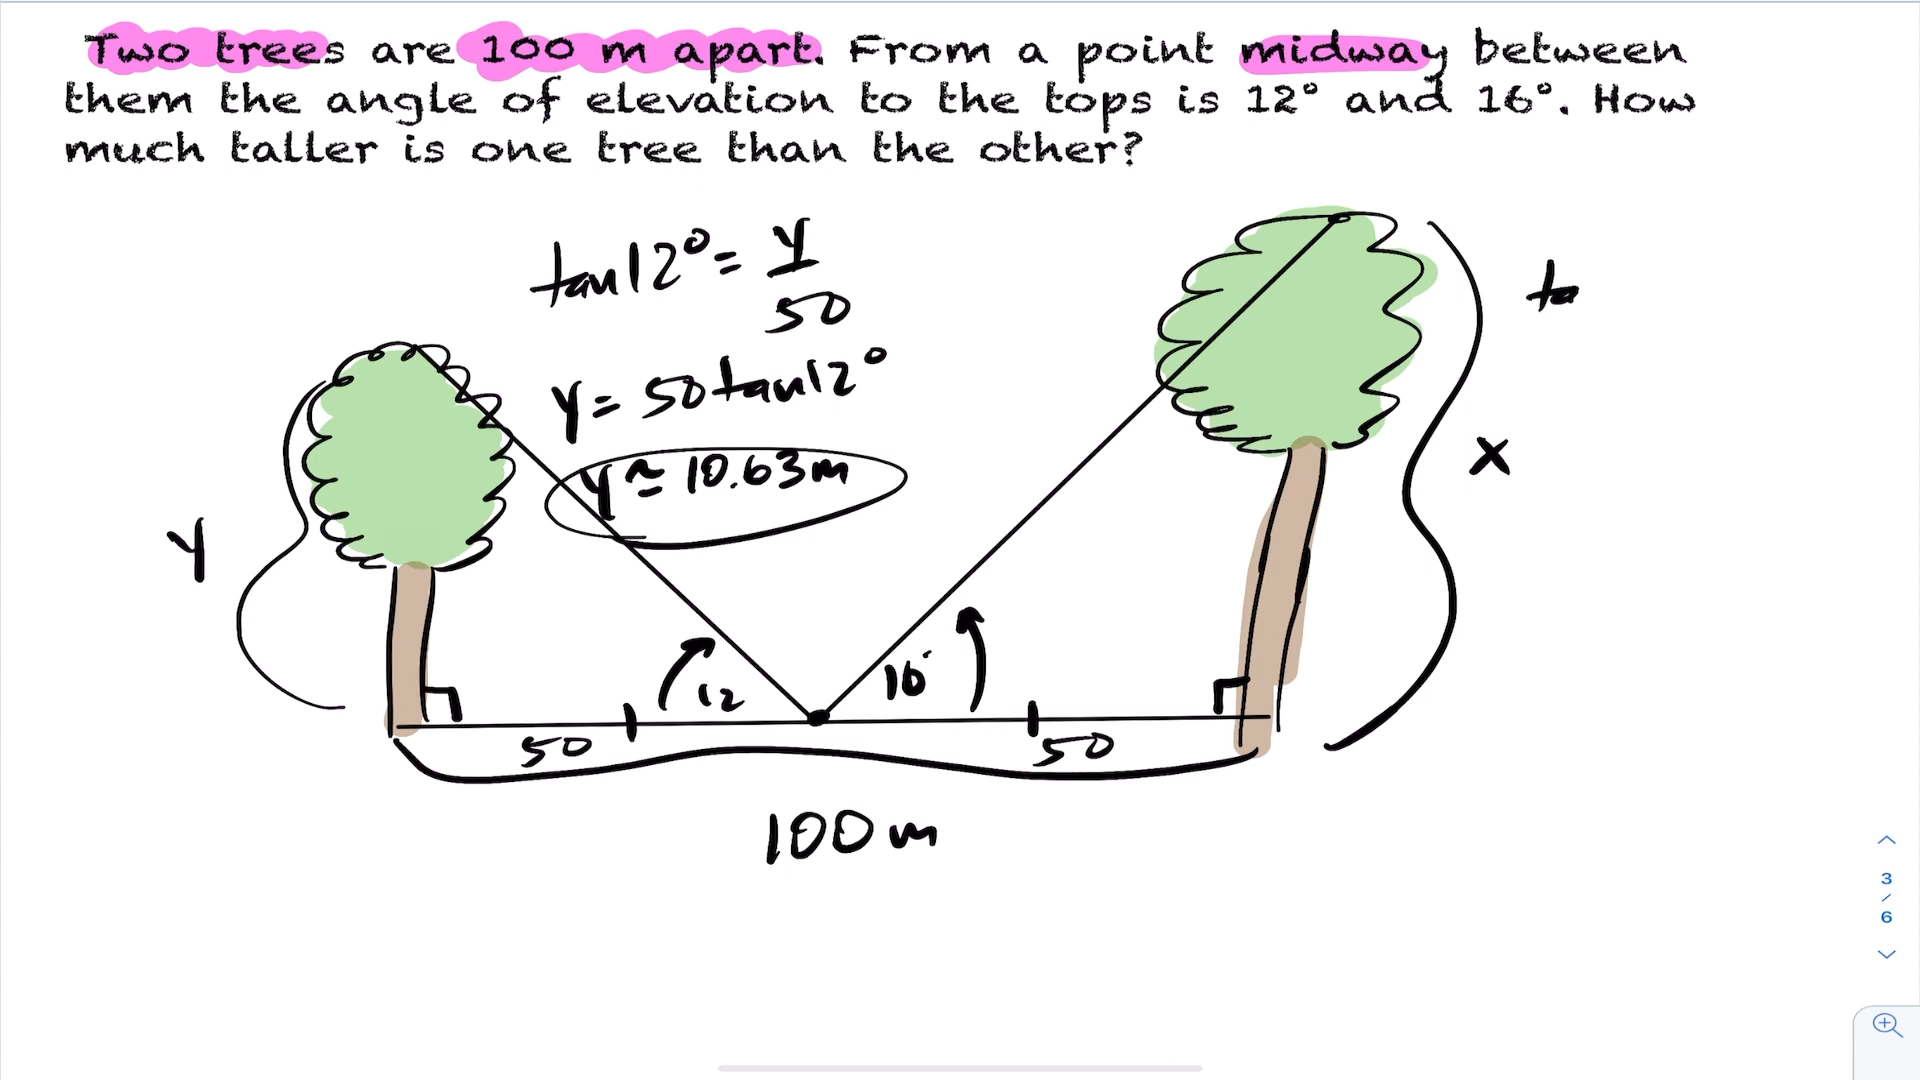 Two trees are 100 m apart. From a point midway between
them the angle of elevation to the tops is 12° and 16°. How
much taller is one tree than the other?
tan12° = y/50
ta
y = 50tan12°
y ≃ 10.63m
x
y
12
16°
50
50
100m
3
/
6